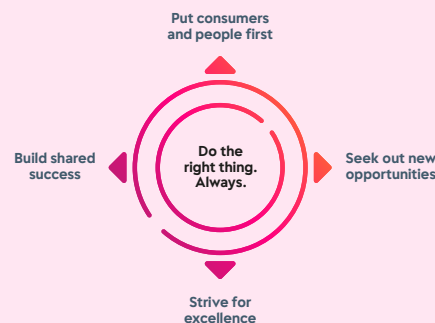 Put consumers
and people first
Do the
right thing.
Always.
Build shared
success
Seek out new
opportunities
Strive for
excellence